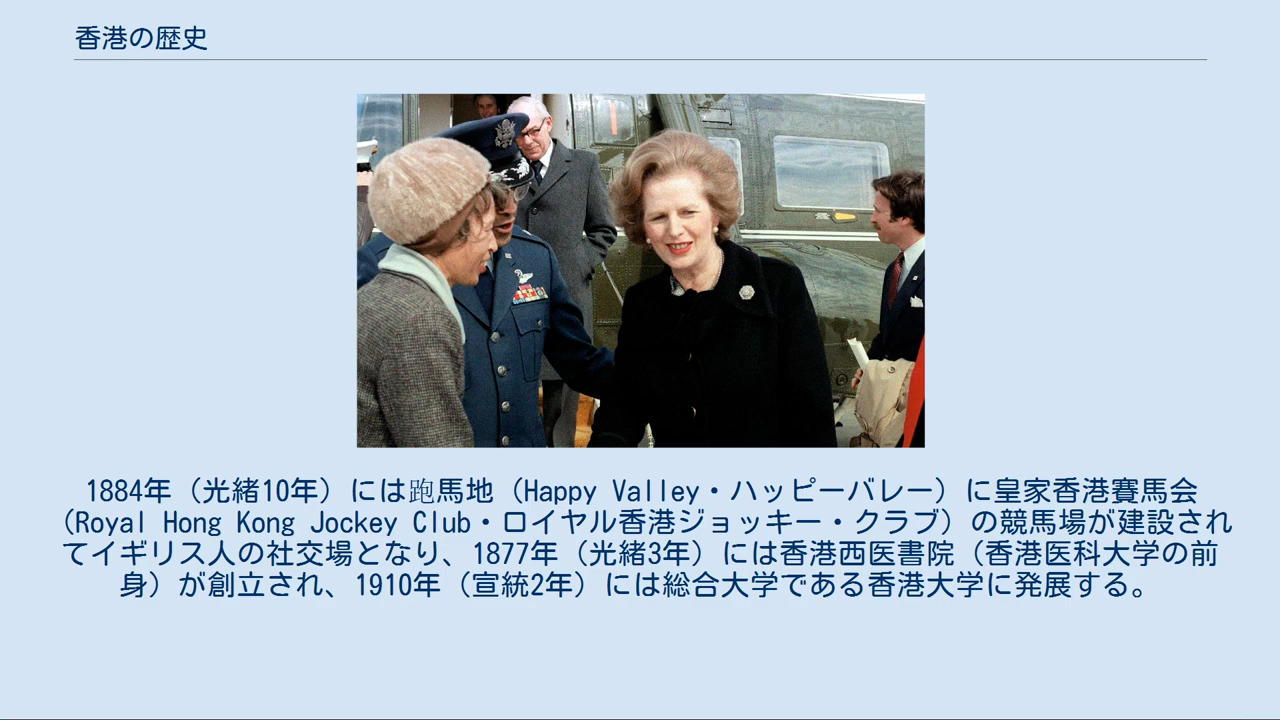 香港の歴史
1884年（光緒10年）には跑馬地（Happy Valley・ハッピーバレー）に皇家香港賽馬会
（Royal Hong Kong Jockey Club・ロイヤル香港ジョッキー・クラブ）の競馬場が建設され
てイギリス人の社交場となり、1877年（光緒3年）には香港西医書院（香港医科大学の前
身）が創立され、1910年（宣統2年）には総合大学である香港大学に発展する。